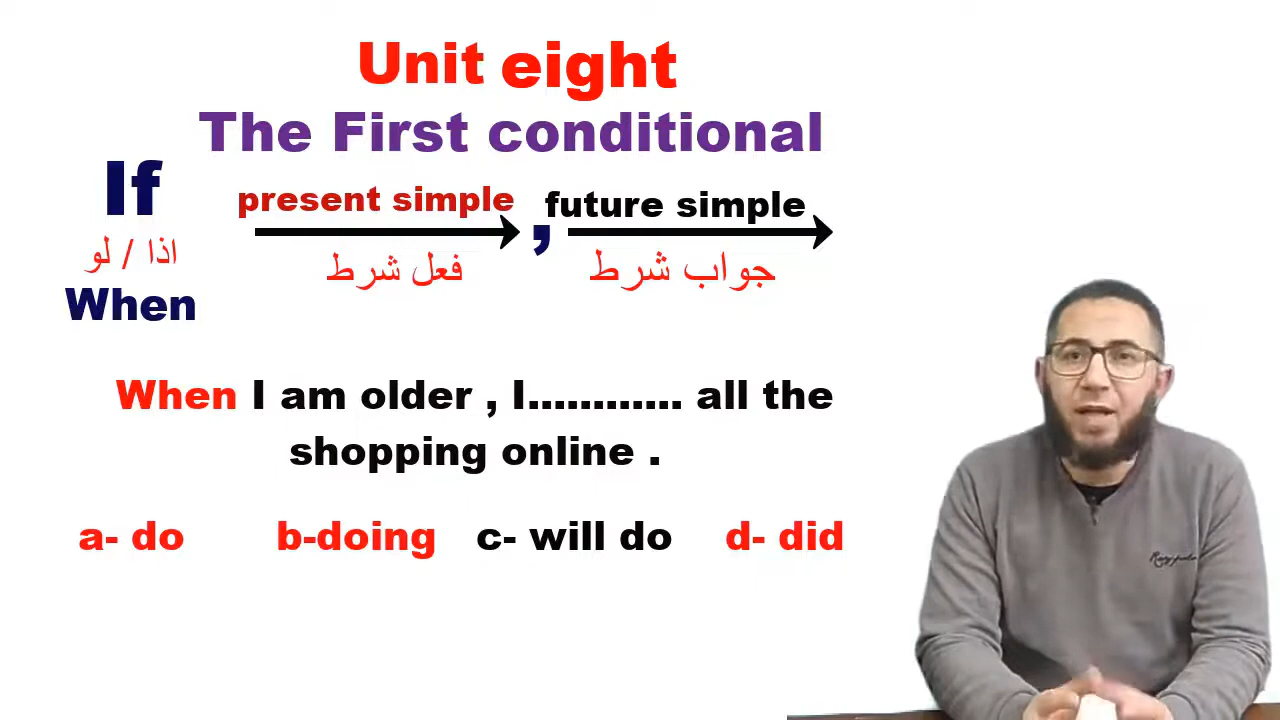 Unit eight
The First conditional
If
present simple , future simple
اذا / لو
فعل شرط
جواب شرط
When
When I am older , I............ all the
shopping online .
a- do b-doing c- will do d- did